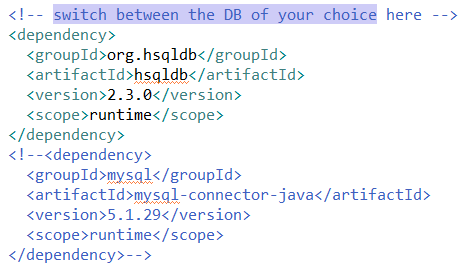 <!-- switch between the DB of your choice here -->
<dependency>
  <groupId>org.hsqldb</groupId>
  <artifactId>hsqldb</artifactId>
  <version>2.3.0</version>
  <scope>runtime</scope>
</dependency>
<!--<dependency>
  <groupId>mysql</groupId>
  <artifactId>mysql-connector-java</artifactId>
  <version>5.1.29</version>
  <scope>runtime</scope>
</dependency>-->